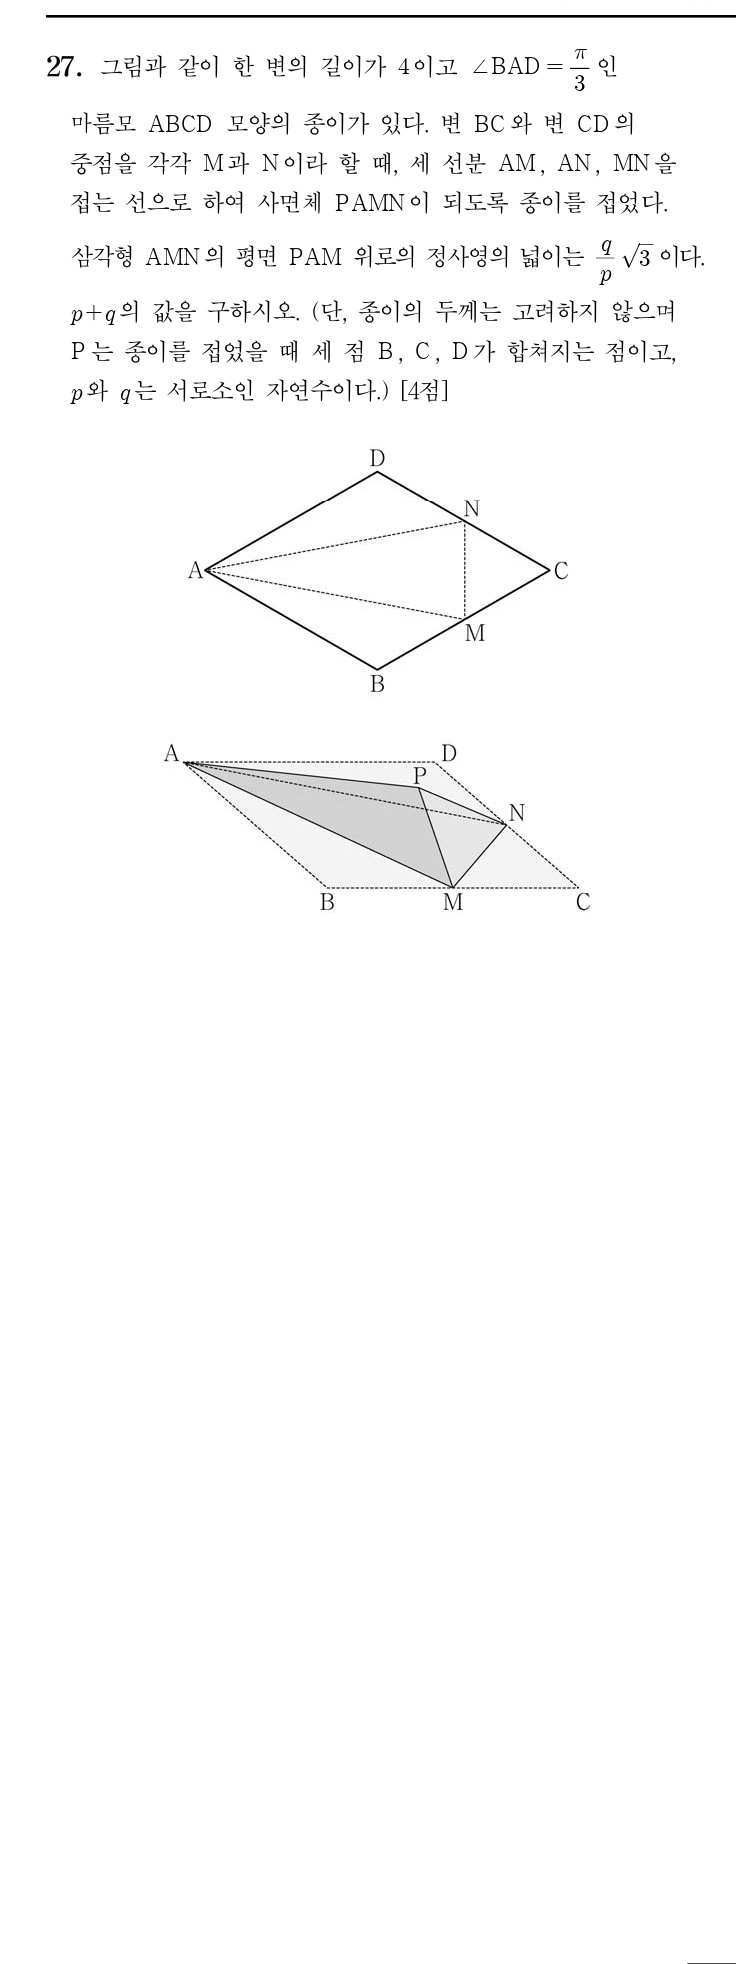 27. 그림과 같이 한 변의 길이가 4이고 ∠BAD = π/3 인
마름모 ABCD 모양의 종이가 있다. 변 BC와 변 CD의
중점을 각각 M과 N이라 할 때, 세 선분 AM, AN, MN을
접는 선으로 하여 사면체 PAMN이 되도록 종이를 접었다.
삼각형 AMN의 평면 PAM 위로의 정사영의 넓이는 q/p √3 이다.
p+q의 값을 구하시오. (단, 종이의 두께는 고려하지 않으며
P는 종이를 접었을 때 세 점 B, C, D가 합쳐지는 점이고,
p와 q는 서로소인 자연수이다.) [4점]
D
N
A
C
M
B
A
D
P
N
B
M
C